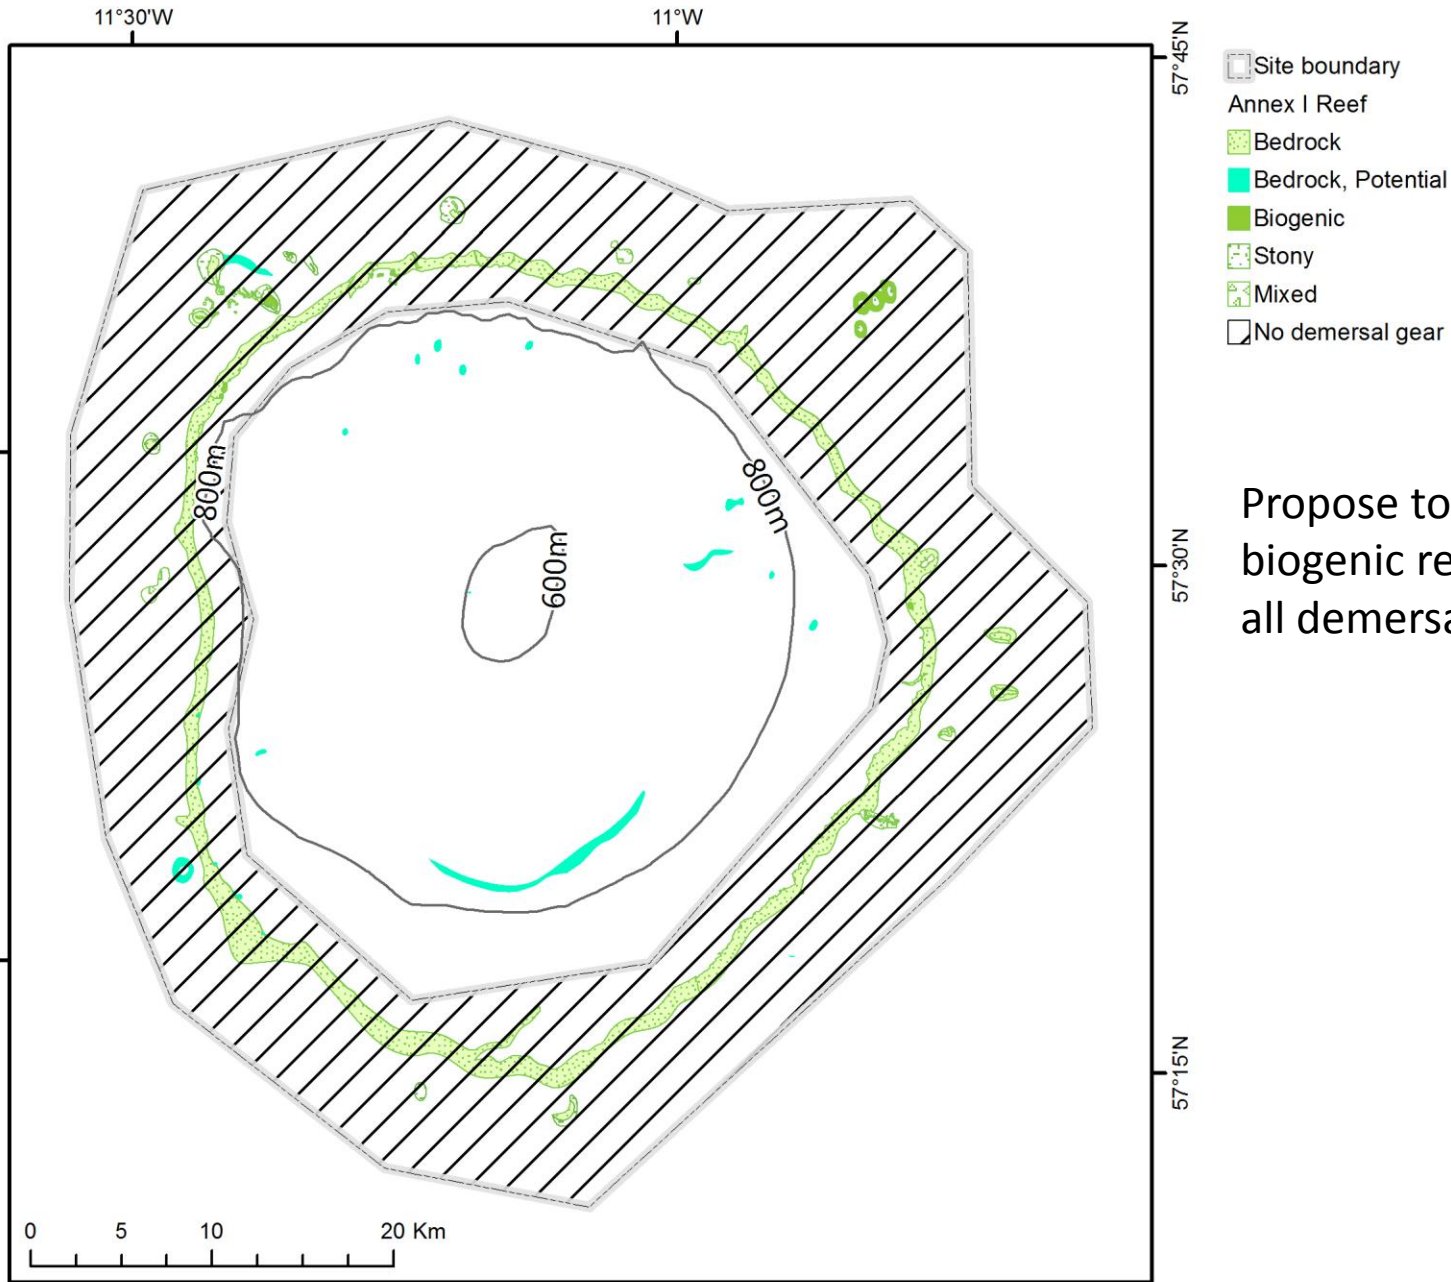 11°30'W
11°W
57°45'N
Site boundary
Annex I Reef
Bedrock
Bedrock, Potential
Biogenic
Stony
Mixed
No demersal gear
800m
800m
600m
57°30'N
Propose to
biogenic re
all demersa
57°15'N
0 5 10 20 Km